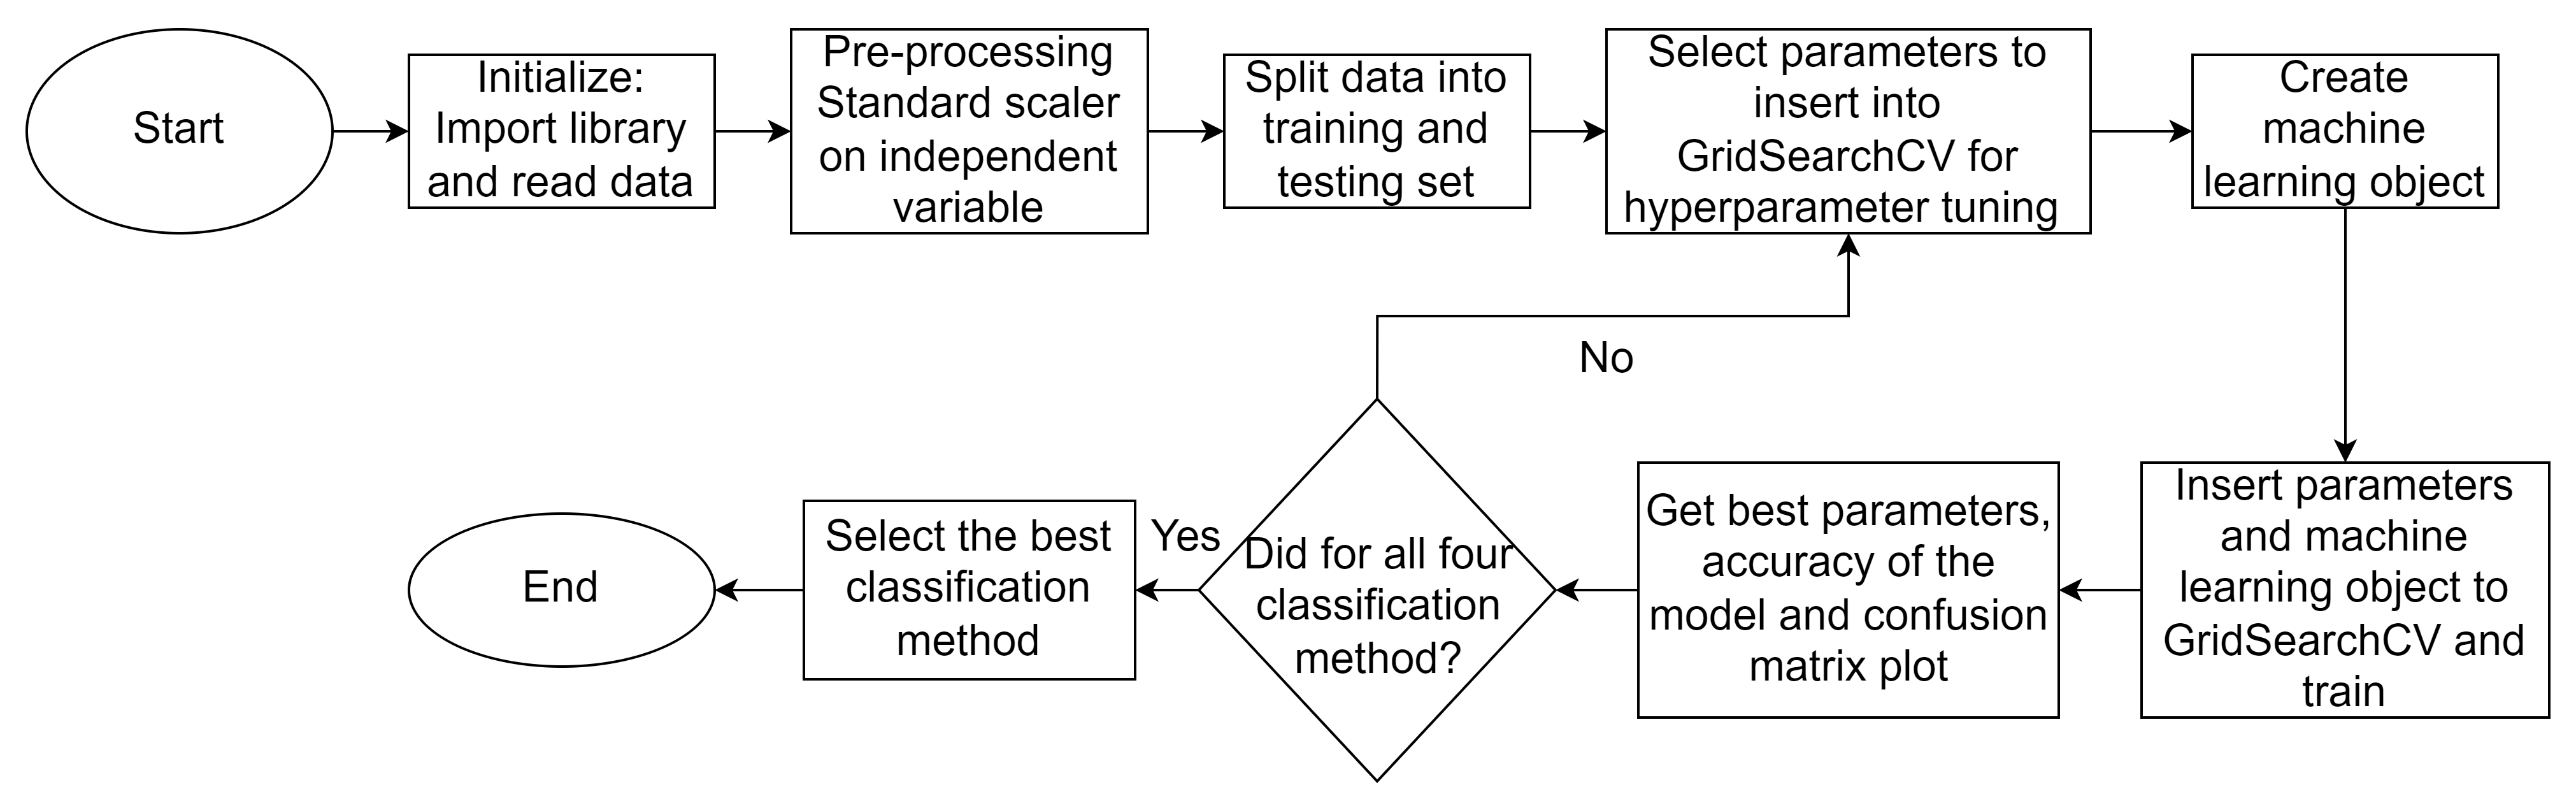 Start
Initialize:
Import library
and read data
Pre-processing
Standard scaler
on independent
variable
Split data into
training and
testing set
Select parameters to
insert into
GridSearchCV for
hyperparameter tuning
Create
machine
learning object
No
Insert parameters
and machine
learning object to
GridSearchCV and
train
Get best parameters,
accuracy of the
model and confusion
matrix plot
Did for all four
classification
method?
Yes
Select the best
classification
method
End